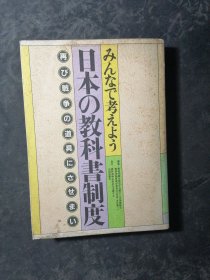 みんなで考えよう
日本の教科書制度
再び戦争の道具にさせまい